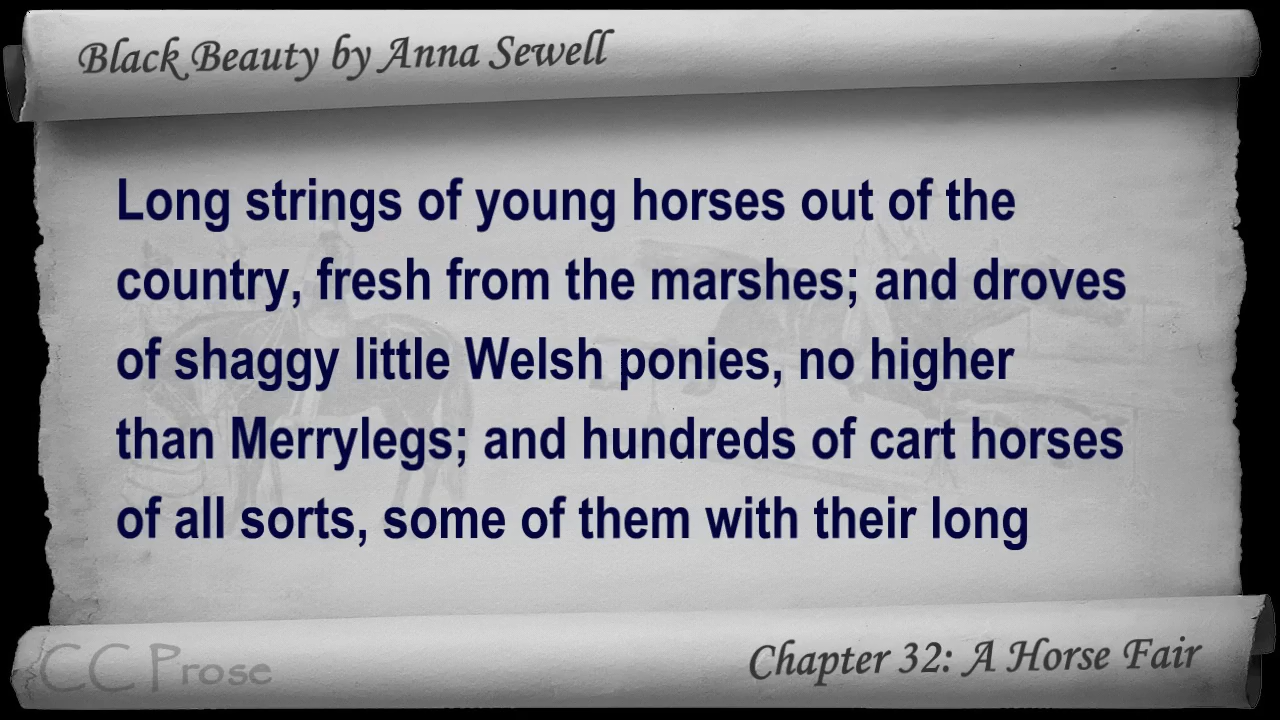 Black Beauty by Anna Sewell
Long strings of young horses out of the
country, fresh from the marshes; and droves
of shaggy little Welsh ponies, no higher
than Merrylegs; and hundreds of cart horses
of all sorts, some of them with their long
CC Prose
Chapter 32: A Horse Fair